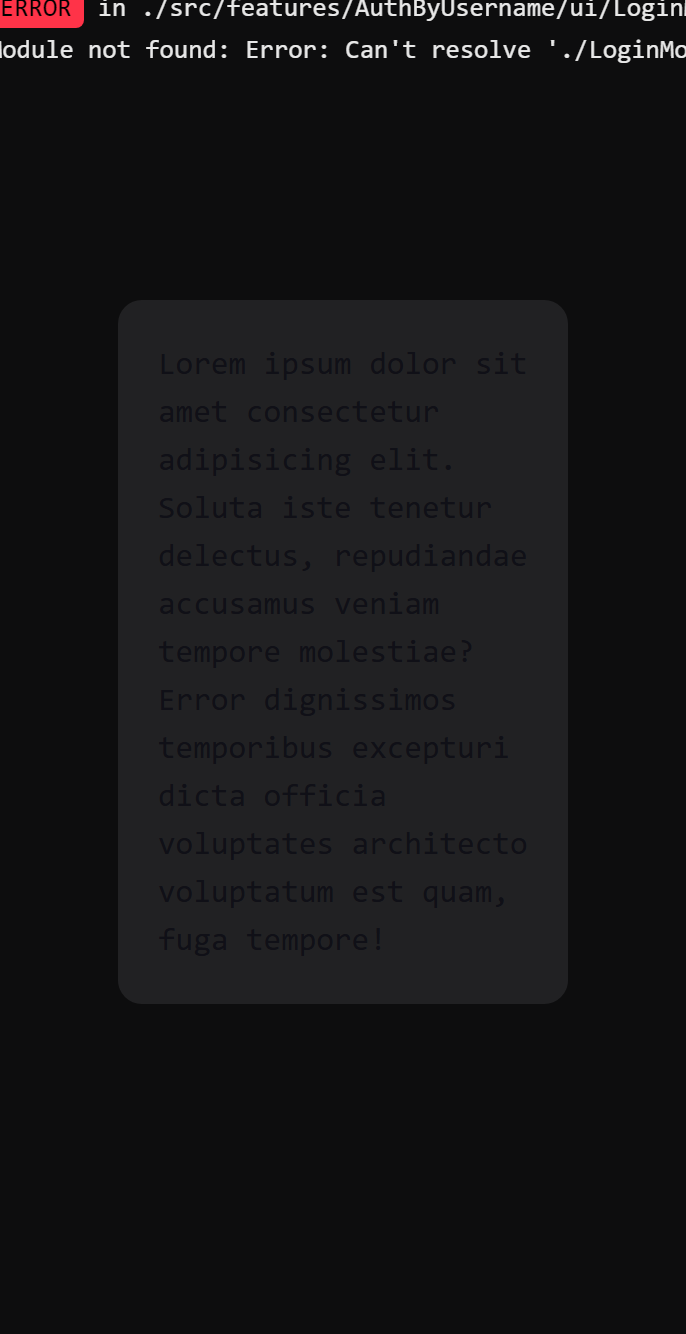 ERROR in ./src/features/AuthByUsername/ui/Login
Module not found: Error: Can't resolve './LoginMo
Lorem ipsum dolor sit
amet consectetur
adipisicing elit.
Soluta iste tenetur
delectus, repudiandae
accusamus veniam
tempore molestiae?
Error dignissimos
temporibus excepturi
dicta officia
voluptates architecto
voluptatum est quam,
fuga tempore!